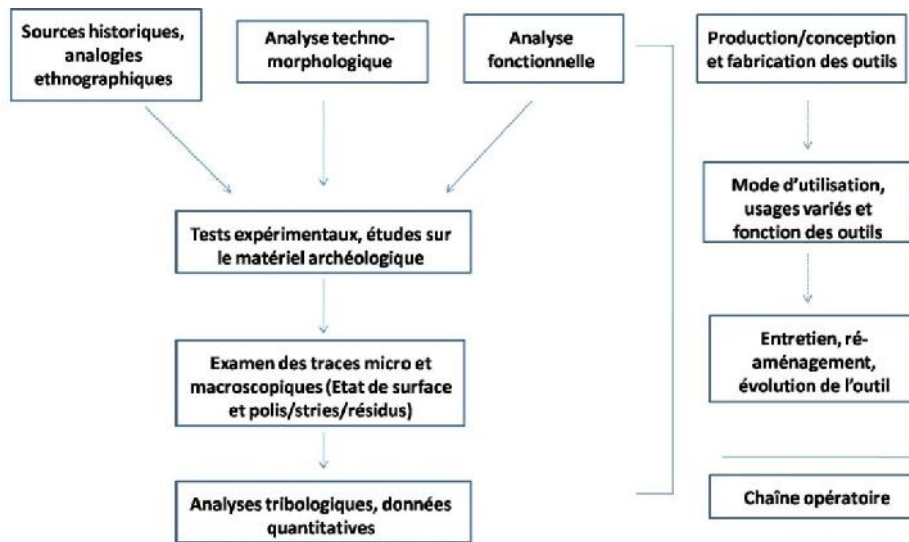 Sources historiques,
analogies
ethnographiques
Analyse techno-
morphologique
Analyse
fonctionnelle
Tests expérimentaux, études sur
le matériel archéologique
Examen des traces micro et
macroscopiques (Etat de surface
et polis/stries/résidus)
Analyses tribologiques, données
quantitatives
Production/conception
et fabrication des outils
Mode d'utilisation,
usages variés et
fonction des outils
Entretien, ré-
aménagement,
évolution de l'outil
Chaîne opératoire